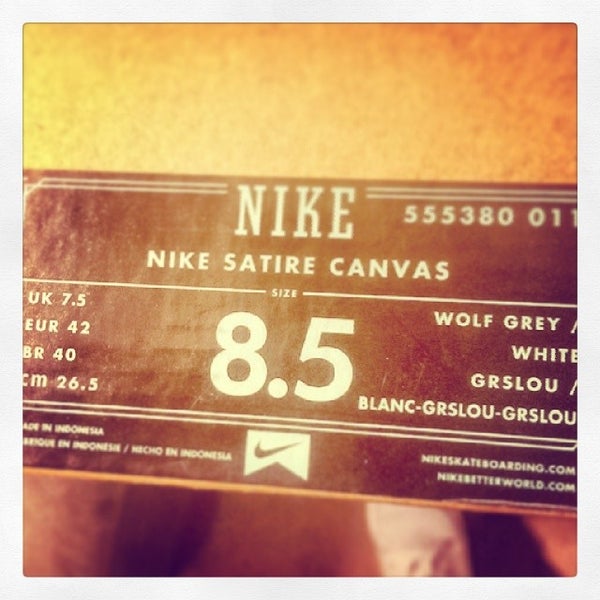 NIKE
555380 011
NIKE SATIRE CANVAS
SIZE
8.5
UK 7.5
EUR 42
BR 40
cm 26.5
WOLF GREY /
WHITE
GRSLOU /
BLANC-GRSLOU-GRSLOU
ADE IN INDONESIA
BRIQUE EN INDONESIE / HECHO EN INDONESIA
NIKESKATEBOARDING.COM
NIKEBETTERWORLD.COM